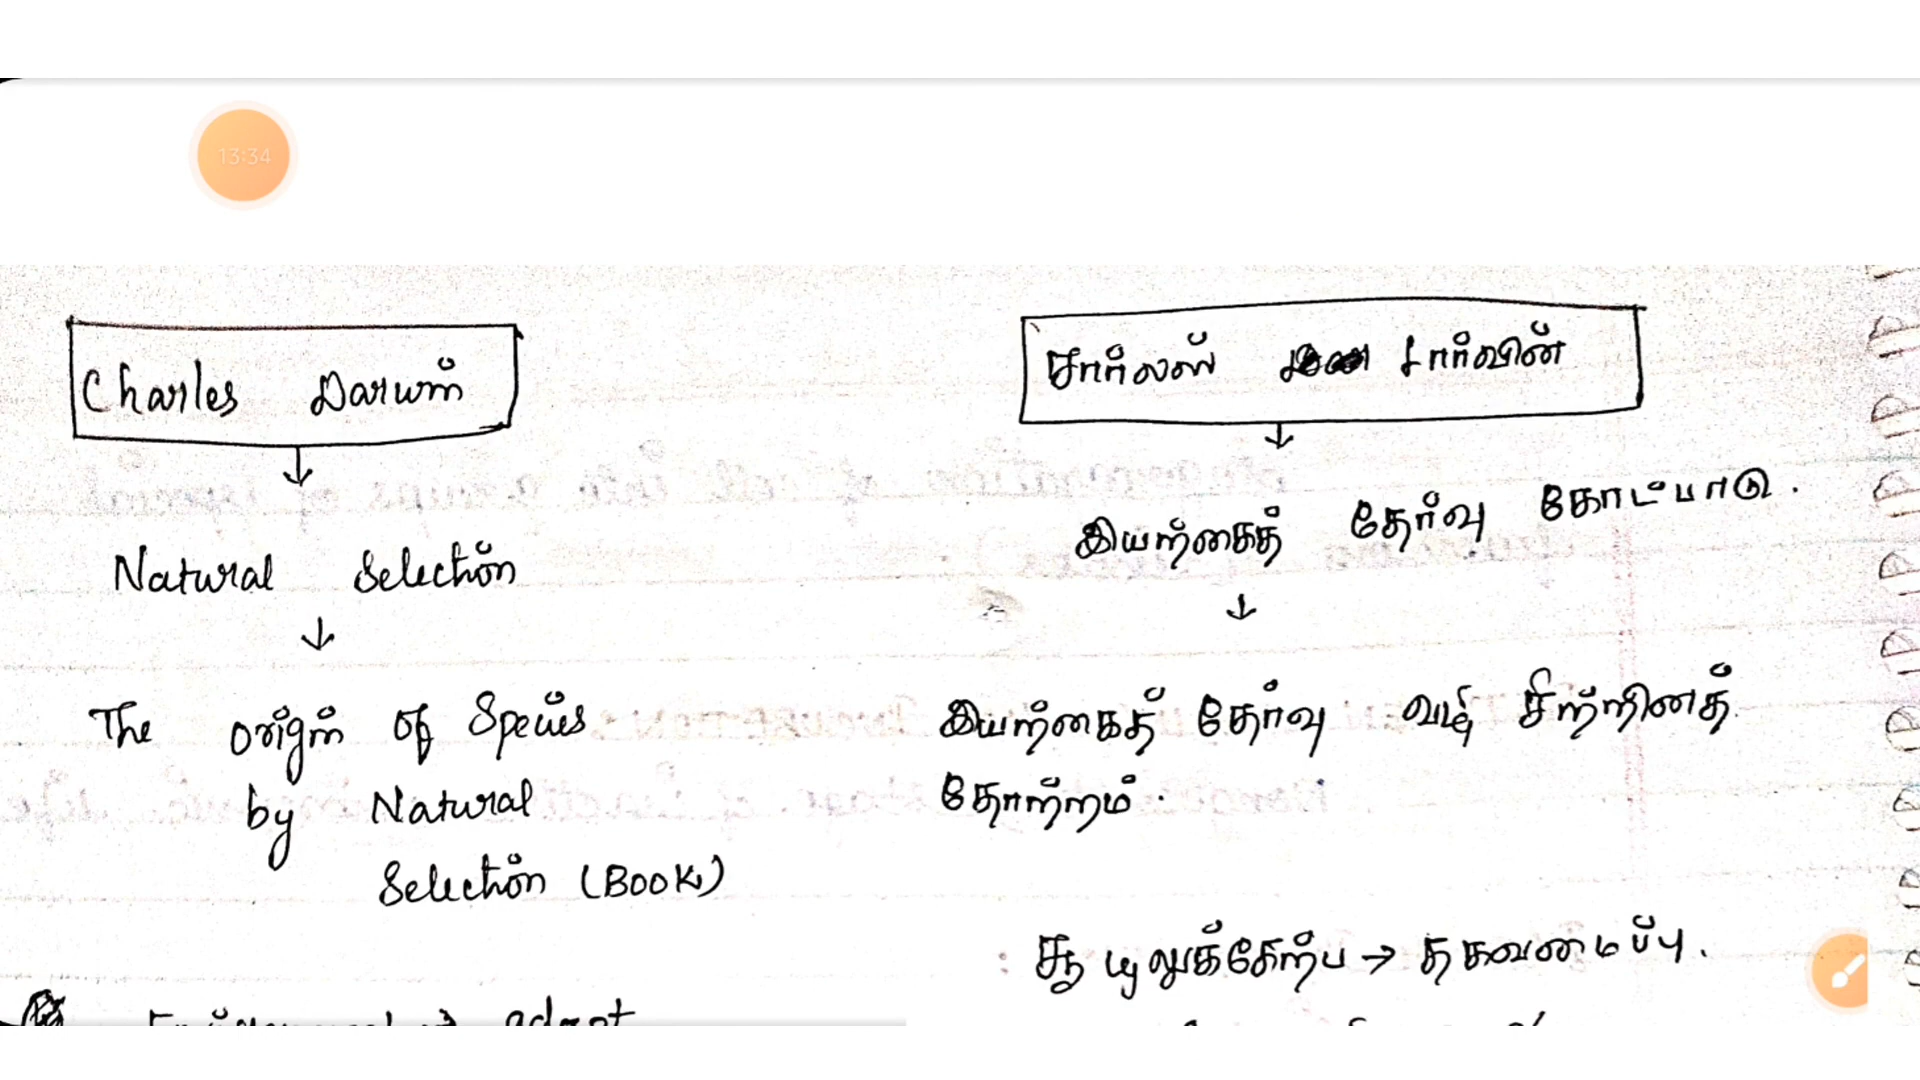 13:34
Charles Darwin
Natural Selection
The origin of Species
by Natural
Selection (BOOK)
adapt
சார்லஸ் டார்வின்
இயற்கைத் தேர்வு கோட்பாடு.
இயற்கைத் தேர்வு வழி சிற்றினத்
தோற்றம்.
சூழலுக்கேற்ப → தகவமைப்பு.